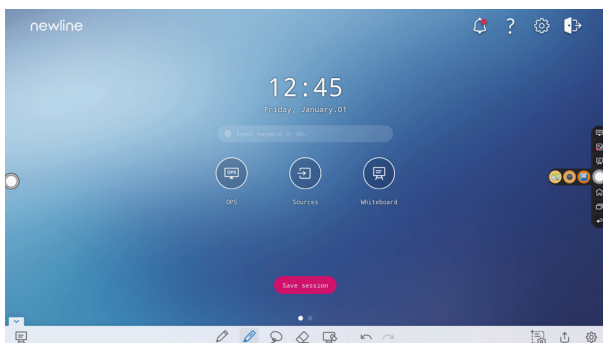 newline
?
12:45
Friday, January.01
Input keyword or URL
OPS
OPS
Sources
Whiteboard
Save session